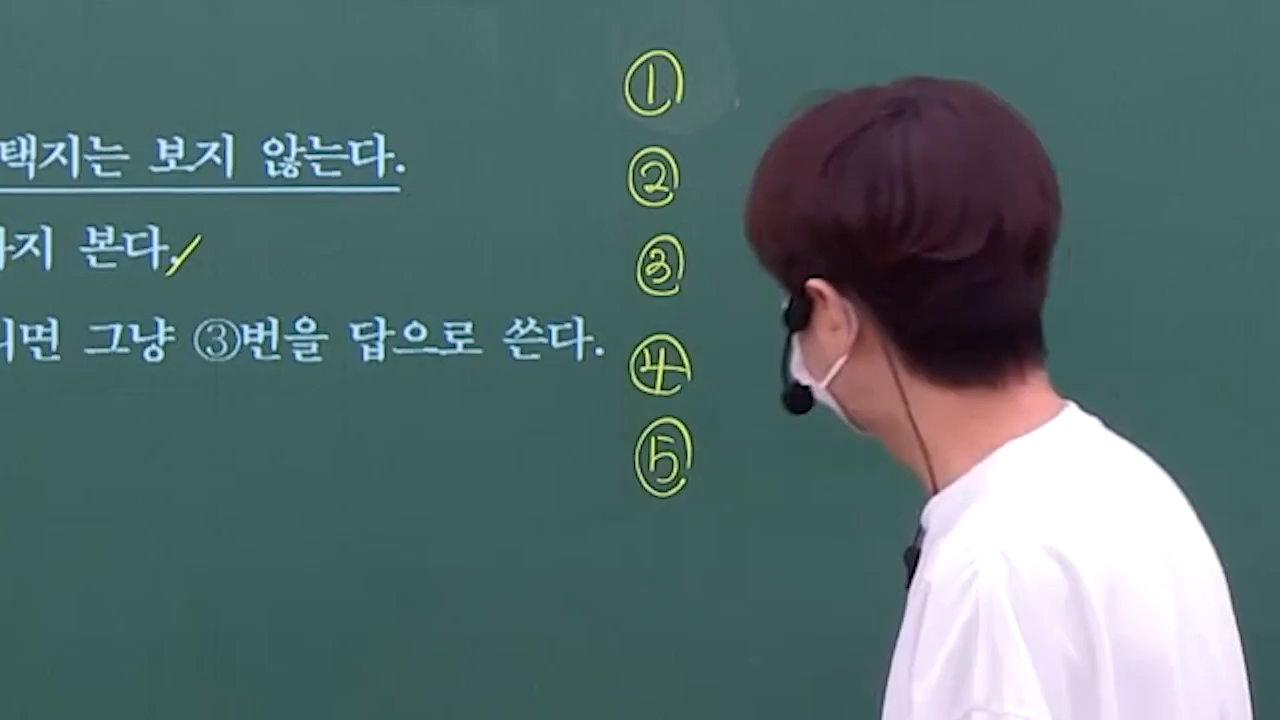 택지는 보지 않는다.
지 본다.
면 그냥 ③번을 답으로 쓴다.
①
②
③
④
⑤